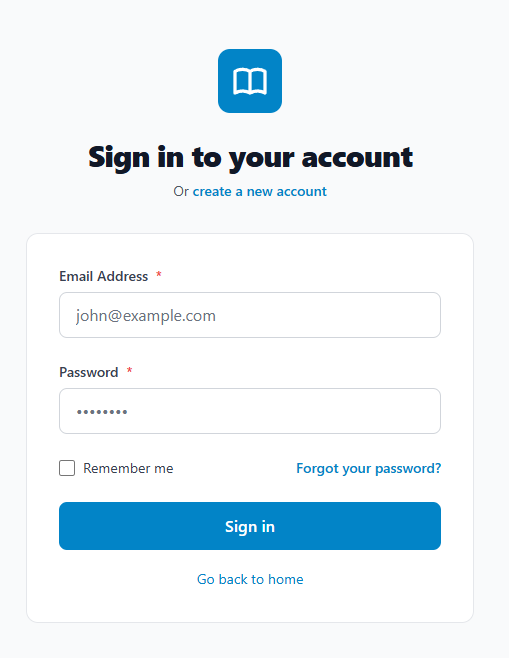 Sign in to your account
Or create a new account
Email Address *
john@example.com
Password *
••••••••
Remember me Forgot your password?
Sign in
Go back to home